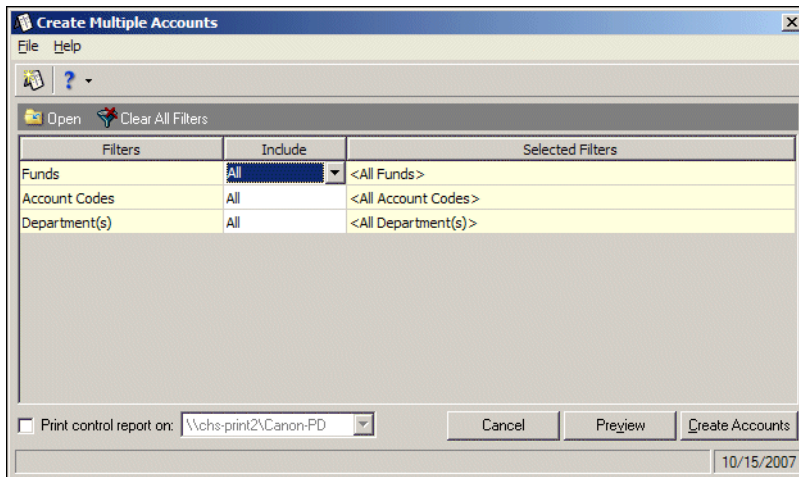 Create Multiple Accounts
File Help
Open Clear All Filters
Filters Include Selected Filters
Funds All <All Funds>
Account Codes All <All Account Codes>
Department(s) All <All Department(s)>
Print control report on: \\chs-print2\Canon-PD Cancel Preview Create Accounts
10/15/2007